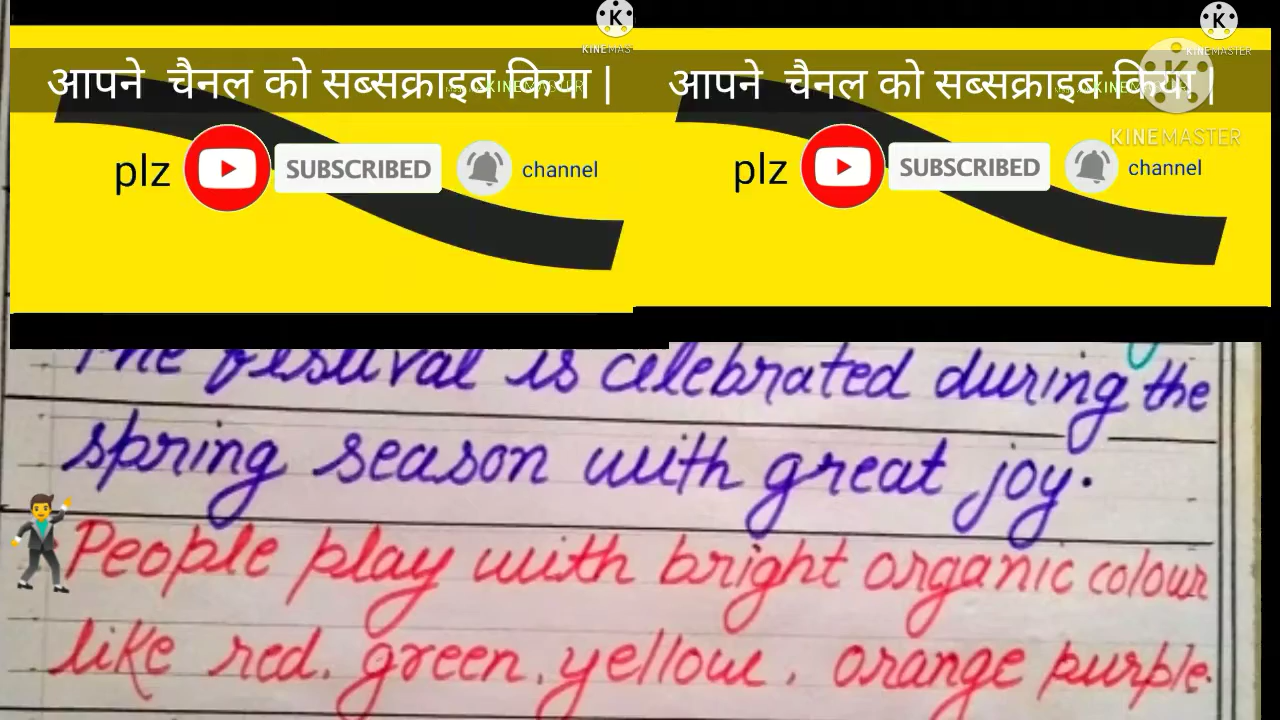 KINEMAS
KINEMASTER
आपने चैनल को सब्सक्राइब किया |
आपने चैनल को सब्सक्राइब किया |
KINEMASTER
plz SUBSCRIBED channel
plz SUBSCRIBED channel
The festival is celebrated during the
spring season with great joy.
People play with bright organic colour
like red, green, yellow, orange purple.